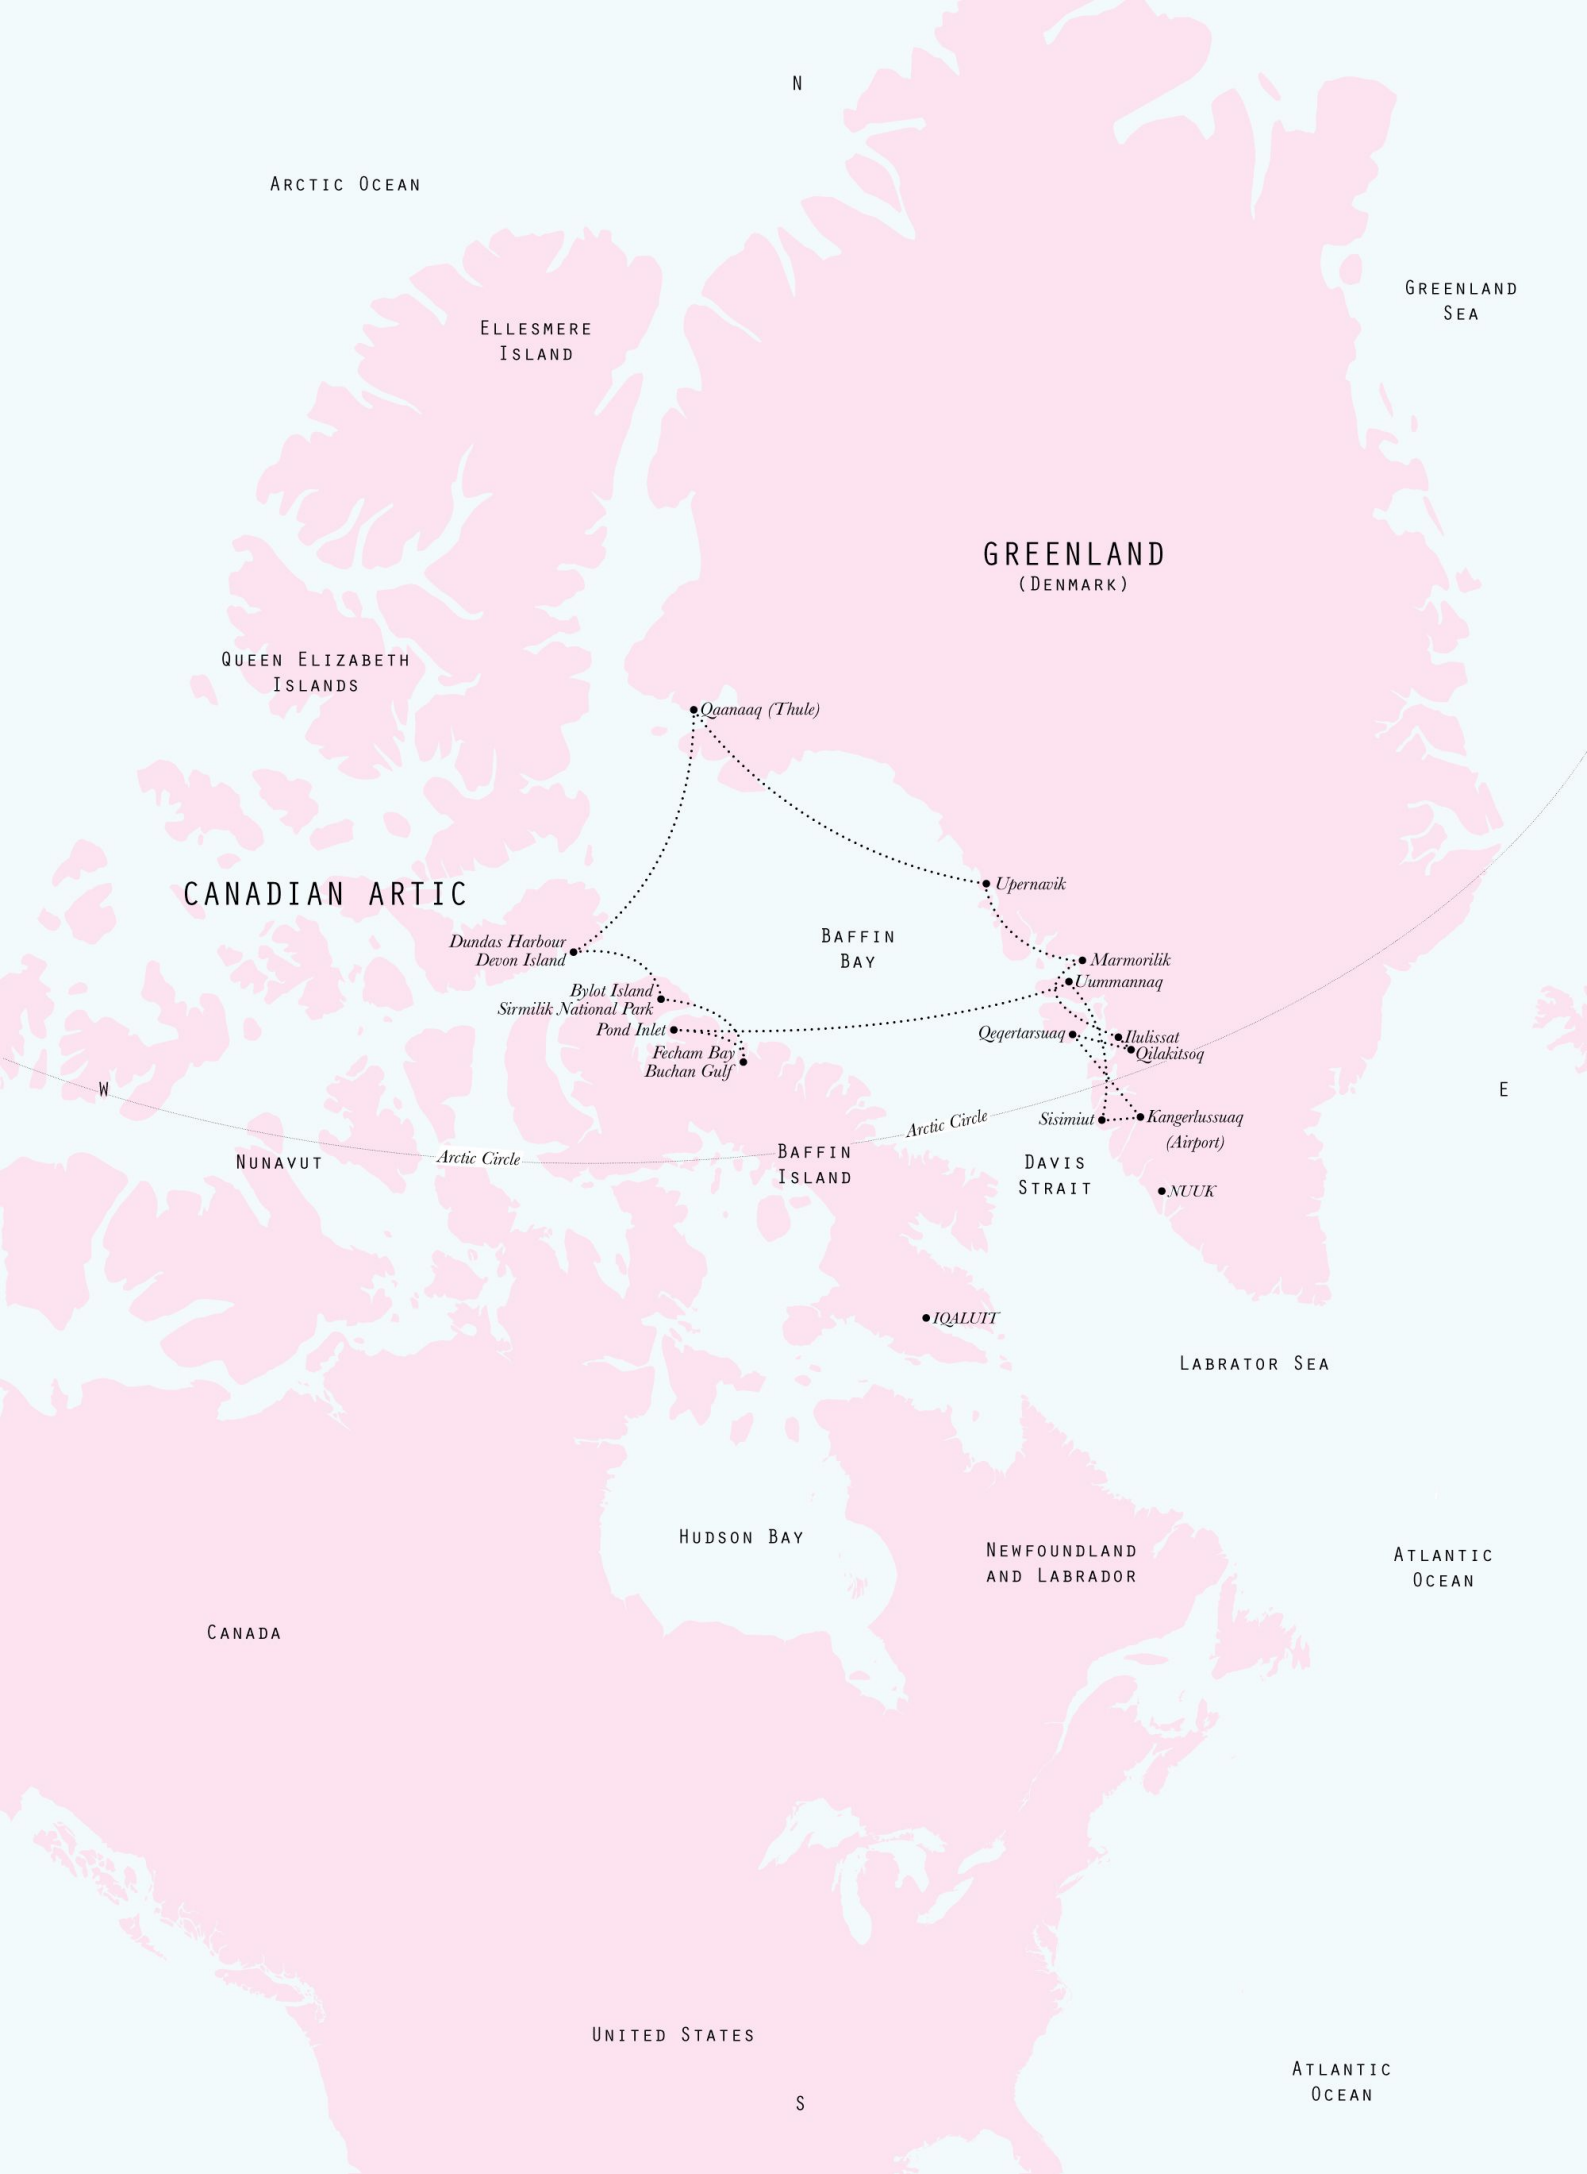 N
Arctic Ocean
Greenland
Sea
Ellesmere
Island
GREENLAND
(Denmark)
Queen Elizabeth
Islands
Qaanaaq (Thule)
Upernavik
CANADIAN ARTIC
Baffin
Bay
Dundas Harbour
Devon Island
Marmorilik
Uummannaq
Bylot Island
Sirmilik National Park
Pond Inlet
Qeqertarsuaq
Ilulissat
Qilakitsoq
Fecham Bay
Buchan Gulf
W
E
Sisimiut
Kangerlussuaq
(Airport)
Arctic Circle
Arctic Circle
Nunavut
Baffin
Island
Davis
Strait
NUUK
IQALUIT
Labrator Sea
Hudson Bay
Newfoundland
and Labrador
Atlantic
Ocean
Canada
United States
Atlantic
Ocean
S